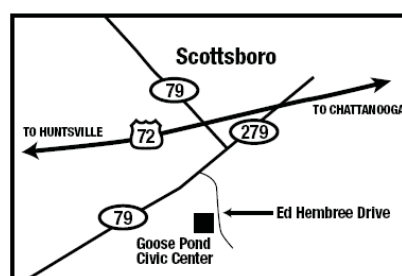 Scottsboro
79
TO CHATTANOOGA
TO HUNTSVILLE
72
279
79
Ed Hembree Drive
Goose Pond
Civic Center